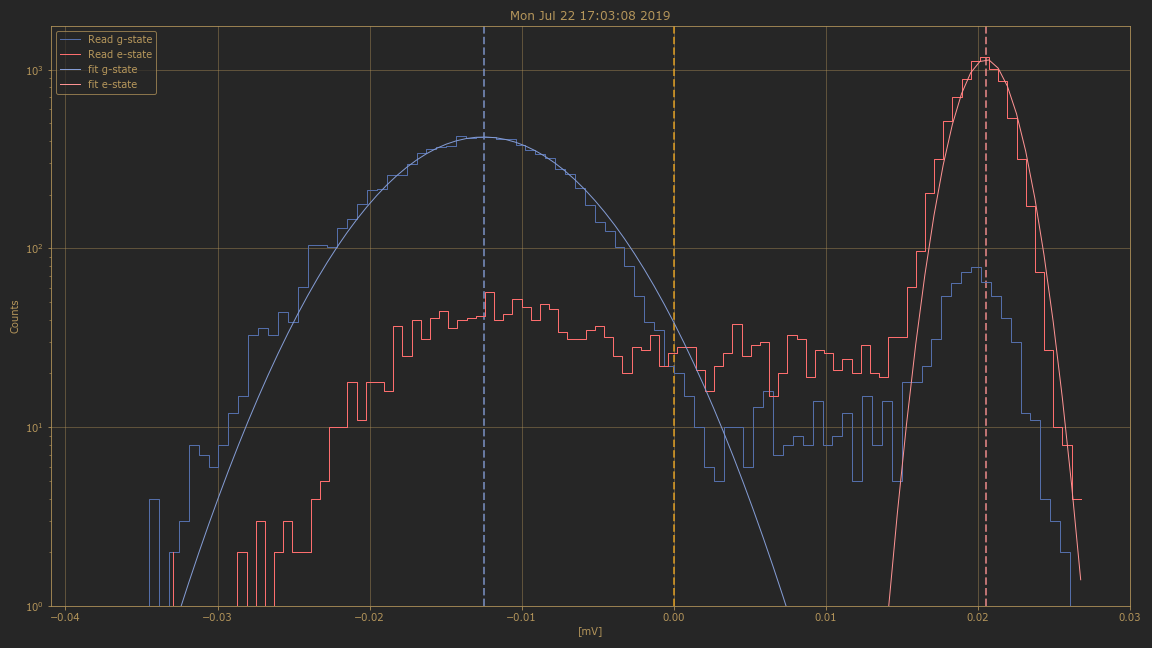 Mon Jul 22 17:03:08 2019
Read g-state
Read e-state
fit g-state
fit e-state
Counts
10³
10²
10¹
10⁰
−0.04
−0.03
−0.02
−0.01
0.00
0.01
0.02
0.03
[mV]